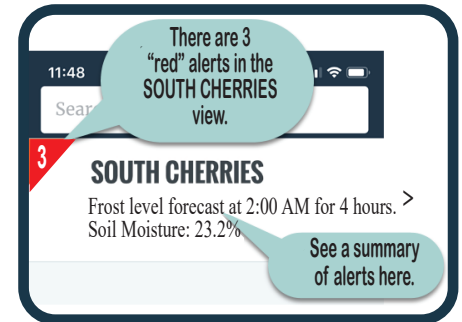 There are 3
“red” alerts in the
SOUTH CHERRIES
view.
11:48
3
SOUTH CHERRIES
Frost level forecast at 2:00 AM for 4 hours. >
Soil Moisture: 23.2%
See a summary
of alerts here.